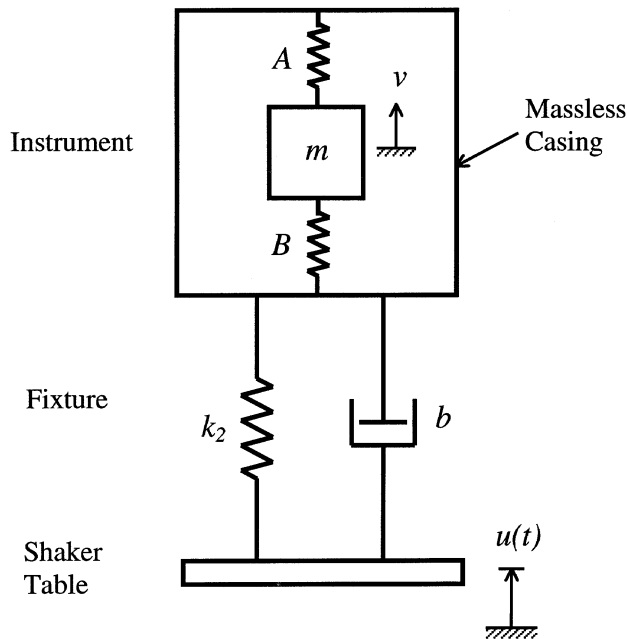 A
v
Massless
Casing
Instrument
m
B
Fixture
k2
b
u(t)
Shaker
Table